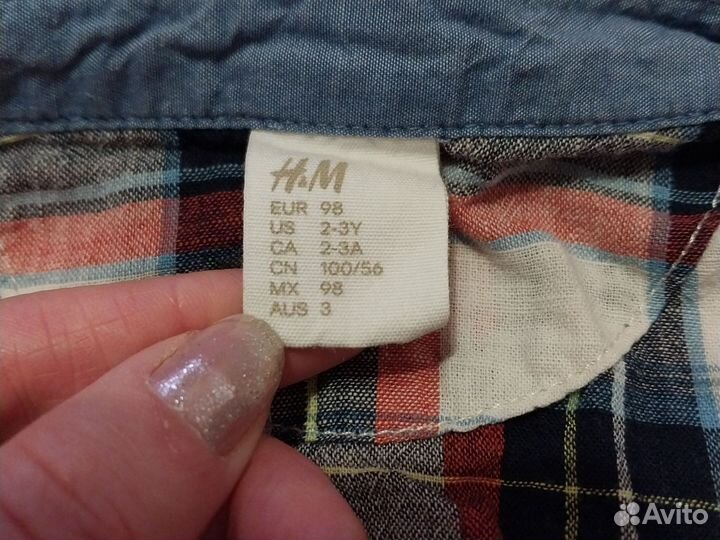 H&M
EUR 98
US 2-3Y
CA 2-3A
CN 100/56
MX 98
AUS 3
Avito